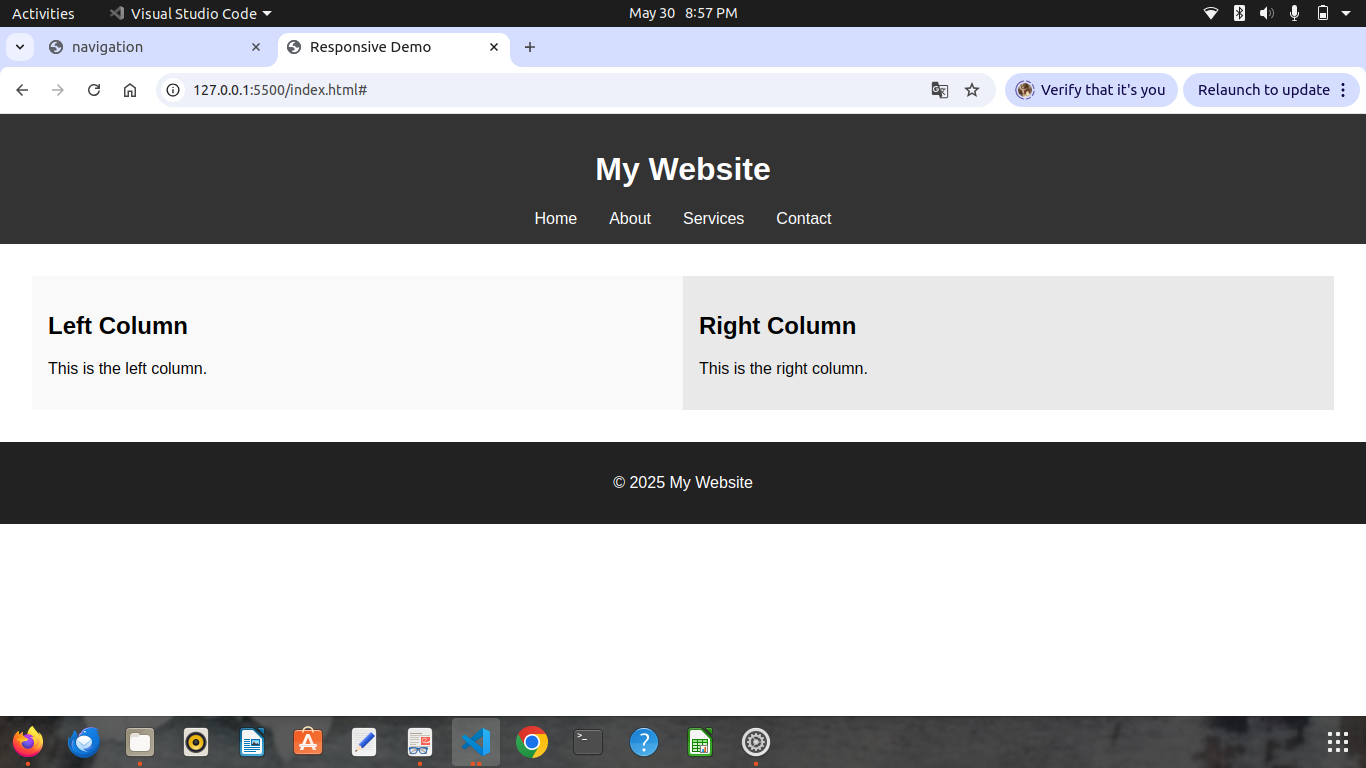 Activities Visual Studio Code May 30 8:57 PM
navigation Responsive Demo
127.0.0.1:5500/index.html# Verify that it's you Relaunch to update
My Website
Home About Services Contact
Left Column
This is the left column.
Right Column
This is the right column.
© 2025 My Website